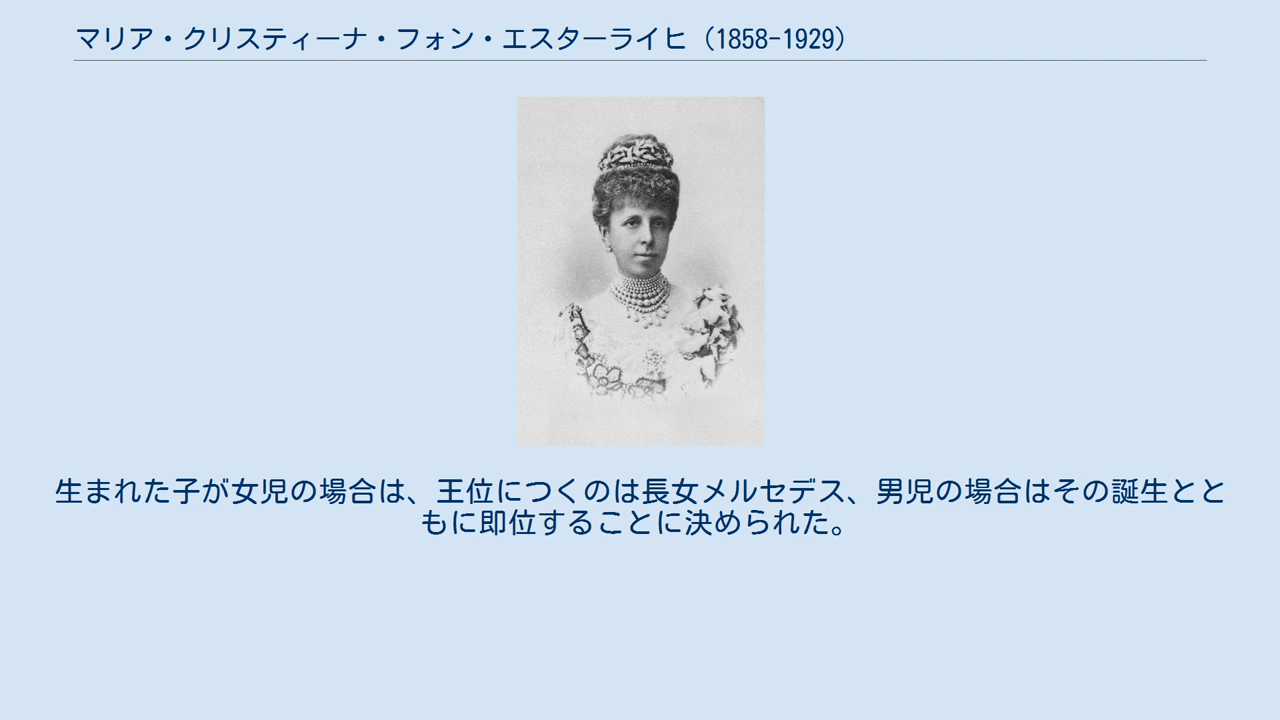 マリア・クリスティーナ・フォン・エスターライヒ（1858-1929）
生まれた子が女児の場合は、王位につくのは長女メルセデス、男児の場合はその誕生とと
もに即位することに決められた。